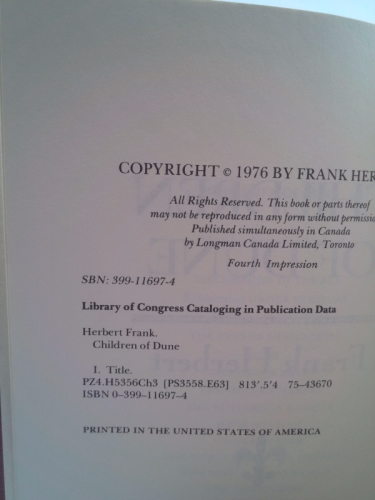 COPYRIGHT © 1976 BY FRANK HER
All Rights Reserved. This book or parts thereof
may not be reproduced in any form without permissio
Published simultaneously in Canada
by Longman Canada Limited, Toronto
Fourth Impression
SBN: 399-11697-4
Library of Congress Cataloging in Publication Data
Herbert Frank.
Children of Dune
I. Title.
PZ4.H5356Ch3 [PS3558.E63] 813'.5'4 75-43670
ISBN 0-399-11697-4
PRINTED IN THE UNITED STATES OF AMERICA